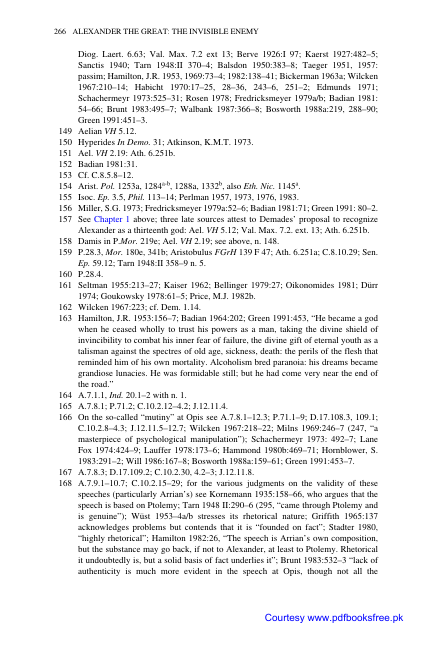 266 ALEXANDER THE GREAT: THE INVISIBLE ENEMY
Diog. Laert. 6.63; Val. Max. 7.2 ext 13; Berve 1926:I 97; Kaerst 1927:482–5;
Sanctis 1940; Tarn 1948:II 370–4; Balsdon 1950:383–8; Taeger 1951, 1957:
passim; Hamilton, J.R. 1953, 1969:73–4; 1982:138–41; Bickerman 1963a; Wilcken
1967:210–14; Habicht 1970:17–25, 28–36, 243–6, 251–2; Edmunds 1971;
Schachermeyr 1973:525–31; Rosen 1978; Fredricksmeyer 1979a/b; Badian 1981:
54–66; Brunt 1983:495–7; Walbank 1987:366–8; Bosworth 1988a:219, 288–90;
Green 1991:451–3.
149 Aelian VH 5.12.
150 Hyperides In Demo. 31; Atkinson, K.M.T. 1973.
151 Ael. VH 2.19: Ath. 6.251b.
152 Badian 1981:31.
153 Cf. C.8.5.8–12.
154 Arist. Pol. 1253a, 1284ᵃ⁻ᵇ, 1288a, 1332ᵇ, also Eth. Nic. 1145ᵃ.
155 Isoc. Ep. 3.5, Phil. 113–14; Perlman 1957, 1973, 1976, 1983.
156 Miller, S.G. 1973; Fredricksmeyer 1979a:52–6; Badian 1981:71; Green 1991: 80–2.
157 See Chapter 1 above; three late sources attest to Demades’ proposal to recognize
Alexander as a thirteenth god: Ael. VH 5.12; Val. Max. 7.2. ext. 13; Ath. 6.251b.
158 Damis in P.Mor. 219e; Ael. VH 2.19; see above, n. 148.
159 P.28.3, Mor. 180e, 341b; Aristobulus FGrH 139 F 47; Ath. 6.251a; C.8.10.29; Sen.
Ep. 59.12; Tarn 1948:II 358–9 n. 5.
160 P.28.4.
161 Seltman 1955:213–27; Kaiser 1962; Bellinger 1979:27; Oikonomides 1981; Dürr
1974; Goukowsky 1978:61–5; Price, M.J. 1982b.
162 Wilcken 1967:223; cf. Dem. 1.14.
163 Hamilton, J.R. 1953:156–7; Badian 1964:202; Green 1991:453, “He became a god
when he ceased wholly to trust his powers as a man, taking the divine shield of
invincibility to combat his inner fear of failure, the divine gift of eternal youth as a
talisman against the spectres of old age, sickness, death: the perils of the flesh that
reminded him of his own mortality. Alcoholism bred paranoia: his dreams became
grandiose lunacies. He was formidable still; but he had come very near the end of
the road.”
164 A.7.1.1, Ind. 20.1–2 with n. 1.
165 A.7.8.1; P.71.2; C.10.2.12–4.2; J.12.11.4.
166 On the so-called “mutiny” at Opis see A.7.8.1–12.3; P.71.1–9; D.17.108.3, 109.1;
C.10.2.8–4.3; J.12.11.5–12.7; Wilcken 1967:218–22; Milns 1969:246–7 (247, “a
masterpiece of psychological manipulation”); Schachermeyr 1973: 492–7; Lane
Fox 1974:424–9; Lauffer 1978:173–6; Hammond 1980b:469–71; Hornblower, S.
1983:291–2; Will 1986:167–8; Bosworth 1988a:159–61; Green 1991:453–7.
167 A.7.8.3; D.17.109.2; C.10.2.30, 4.2–3; J.12.11.8.
168 A.7.9.1–10.7; C.10.2.15–29; for the various judgments on the validity of these
speeches (particularly Arrian’s) see Kornemann 1935:158–66, who argues that the
speech is based on Ptolemy; Tarn 1948 II:290–6 (295, “came through Ptolemy and
is genuine”); Wüst 1953–4a/b stresses its rhetorical nature; Griffith 1965:137
acknowledges problems but contends that it is “founded on fact”; Stadter 1980,
“highly rhetorical”; Hamilton 1982:26, “The speech is Arrian’s own composition,
but the substance may go back, if not to Alexander, at least to Ptolemy. Rhetorical
it undoubtedly is, but a solid basis of fact underlies it”; Brunt 1983:532–3 “lack of
authenticity is much more evident in the speech at Opis, though not all the
Courtesy www.pdfbooksfree.pk